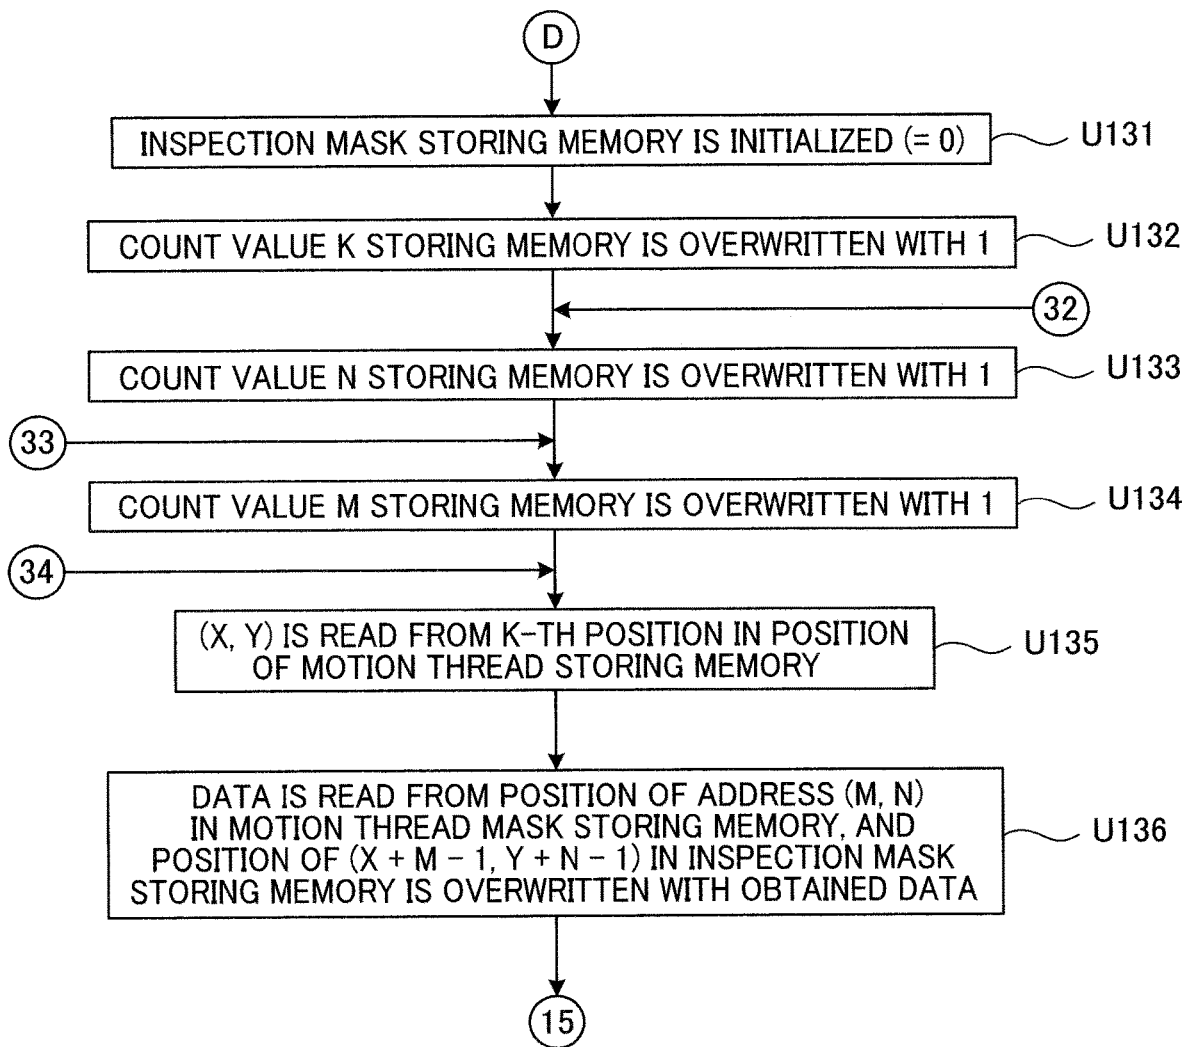 D
INSPECTION MASK STORING MEMORY IS INITIALIZED (= 0)
U131
COUNT VALUE K STORING MEMORY IS OVERWRITTEN WITH 1
U132
32
COUNT VALUE N STORING MEMORY IS OVERWRITTEN WITH 1
U133
33
COUNT VALUE M STORING MEMORY IS OVERWRITTEN WITH 1
U134
34
(X, Y) IS READ FROM K-TH POSITION IN POSITION
OF MOTION THREAD STORING MEMORY
U135
DATA IS READ FROM POSITION OF ADDRESS (M, N)
IN MOTION THREAD MASK STORING MEMORY, AND
POSITION OF (X + M - 1, Y + N - 1) IN INSPECTION MASK
STORING MEMORY IS OVERWRITTEN WITH OBTAINED DATA
U136
15